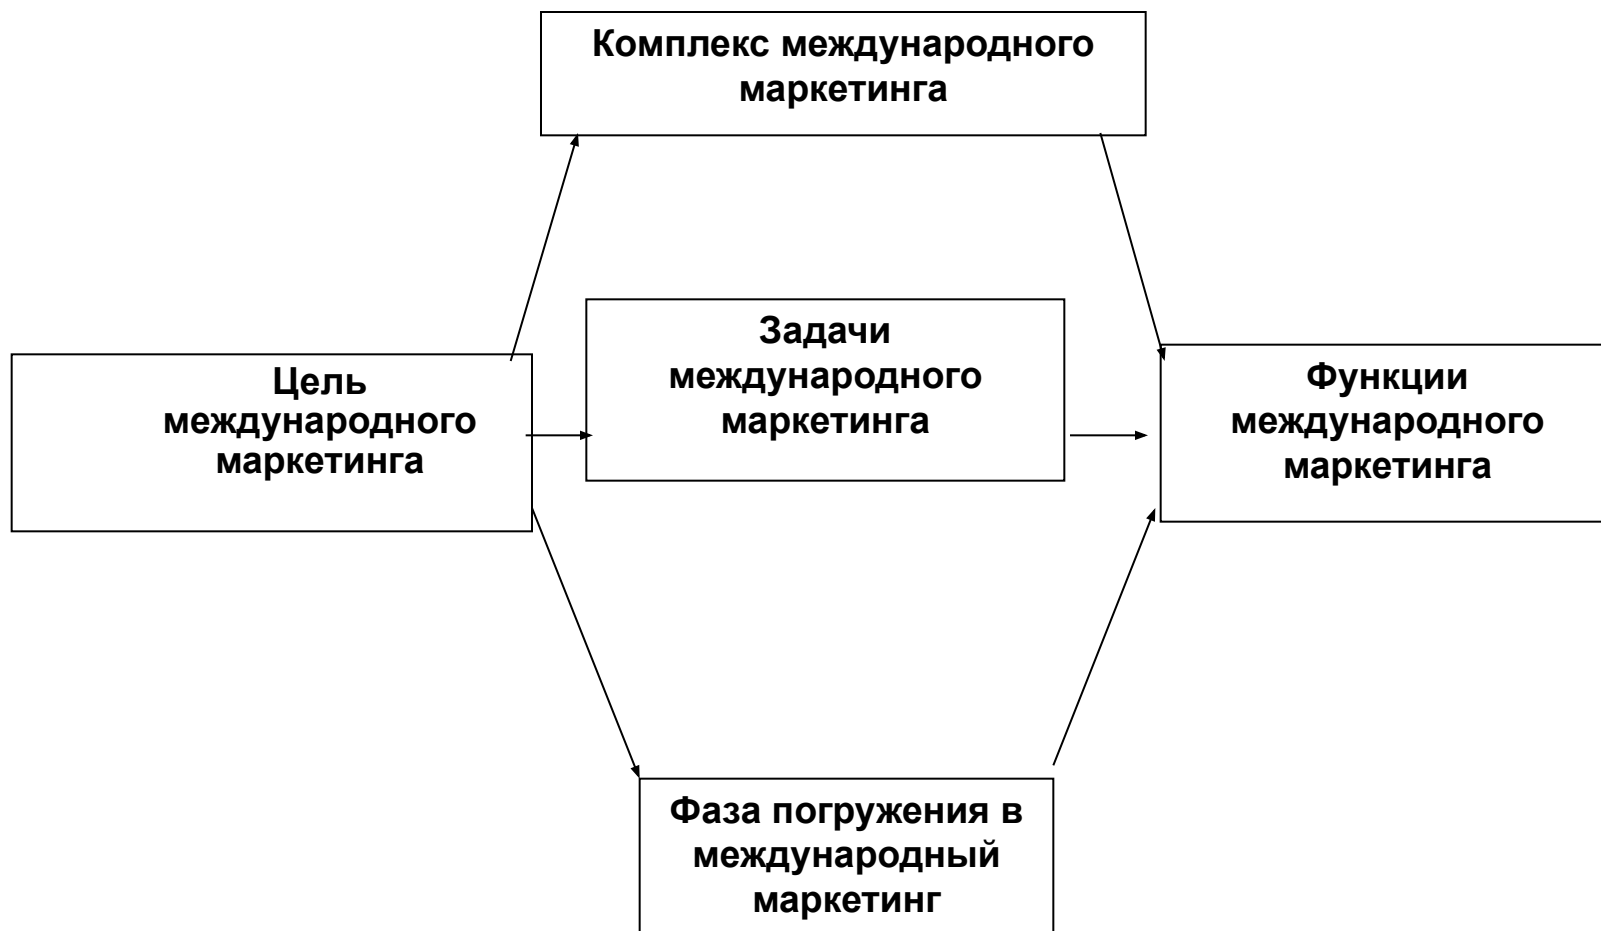 Комплекс международного
маркетинга
Задачи
международного
маркетинга
Цель
международного
маркетинга
Функции
международного
маркетинга
Фаза погружения в
международный
маркетинг